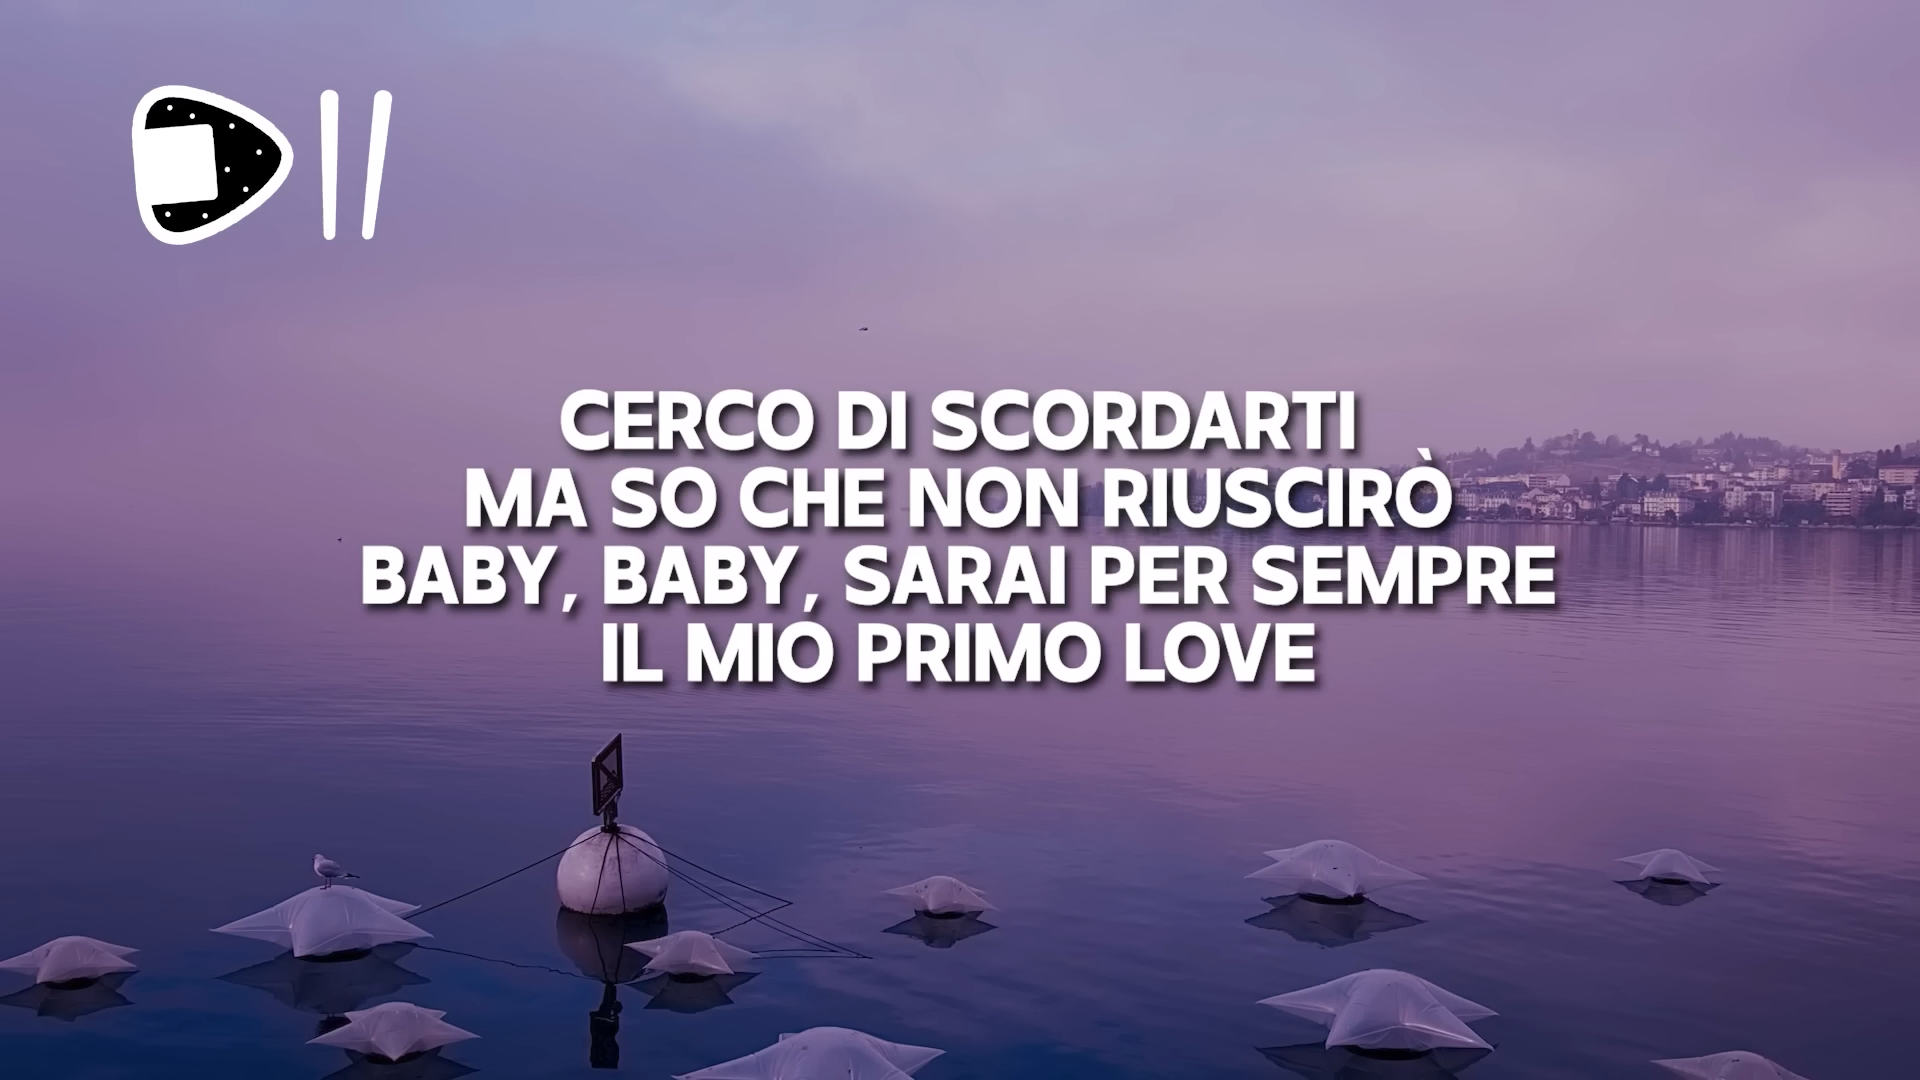 CERCO DI SCORDARTI
MA SO CHE NON RIUSCIRÒ
BABY, BABY, SARAI PER SEMPRE
IL MIO PRIMO LOVE